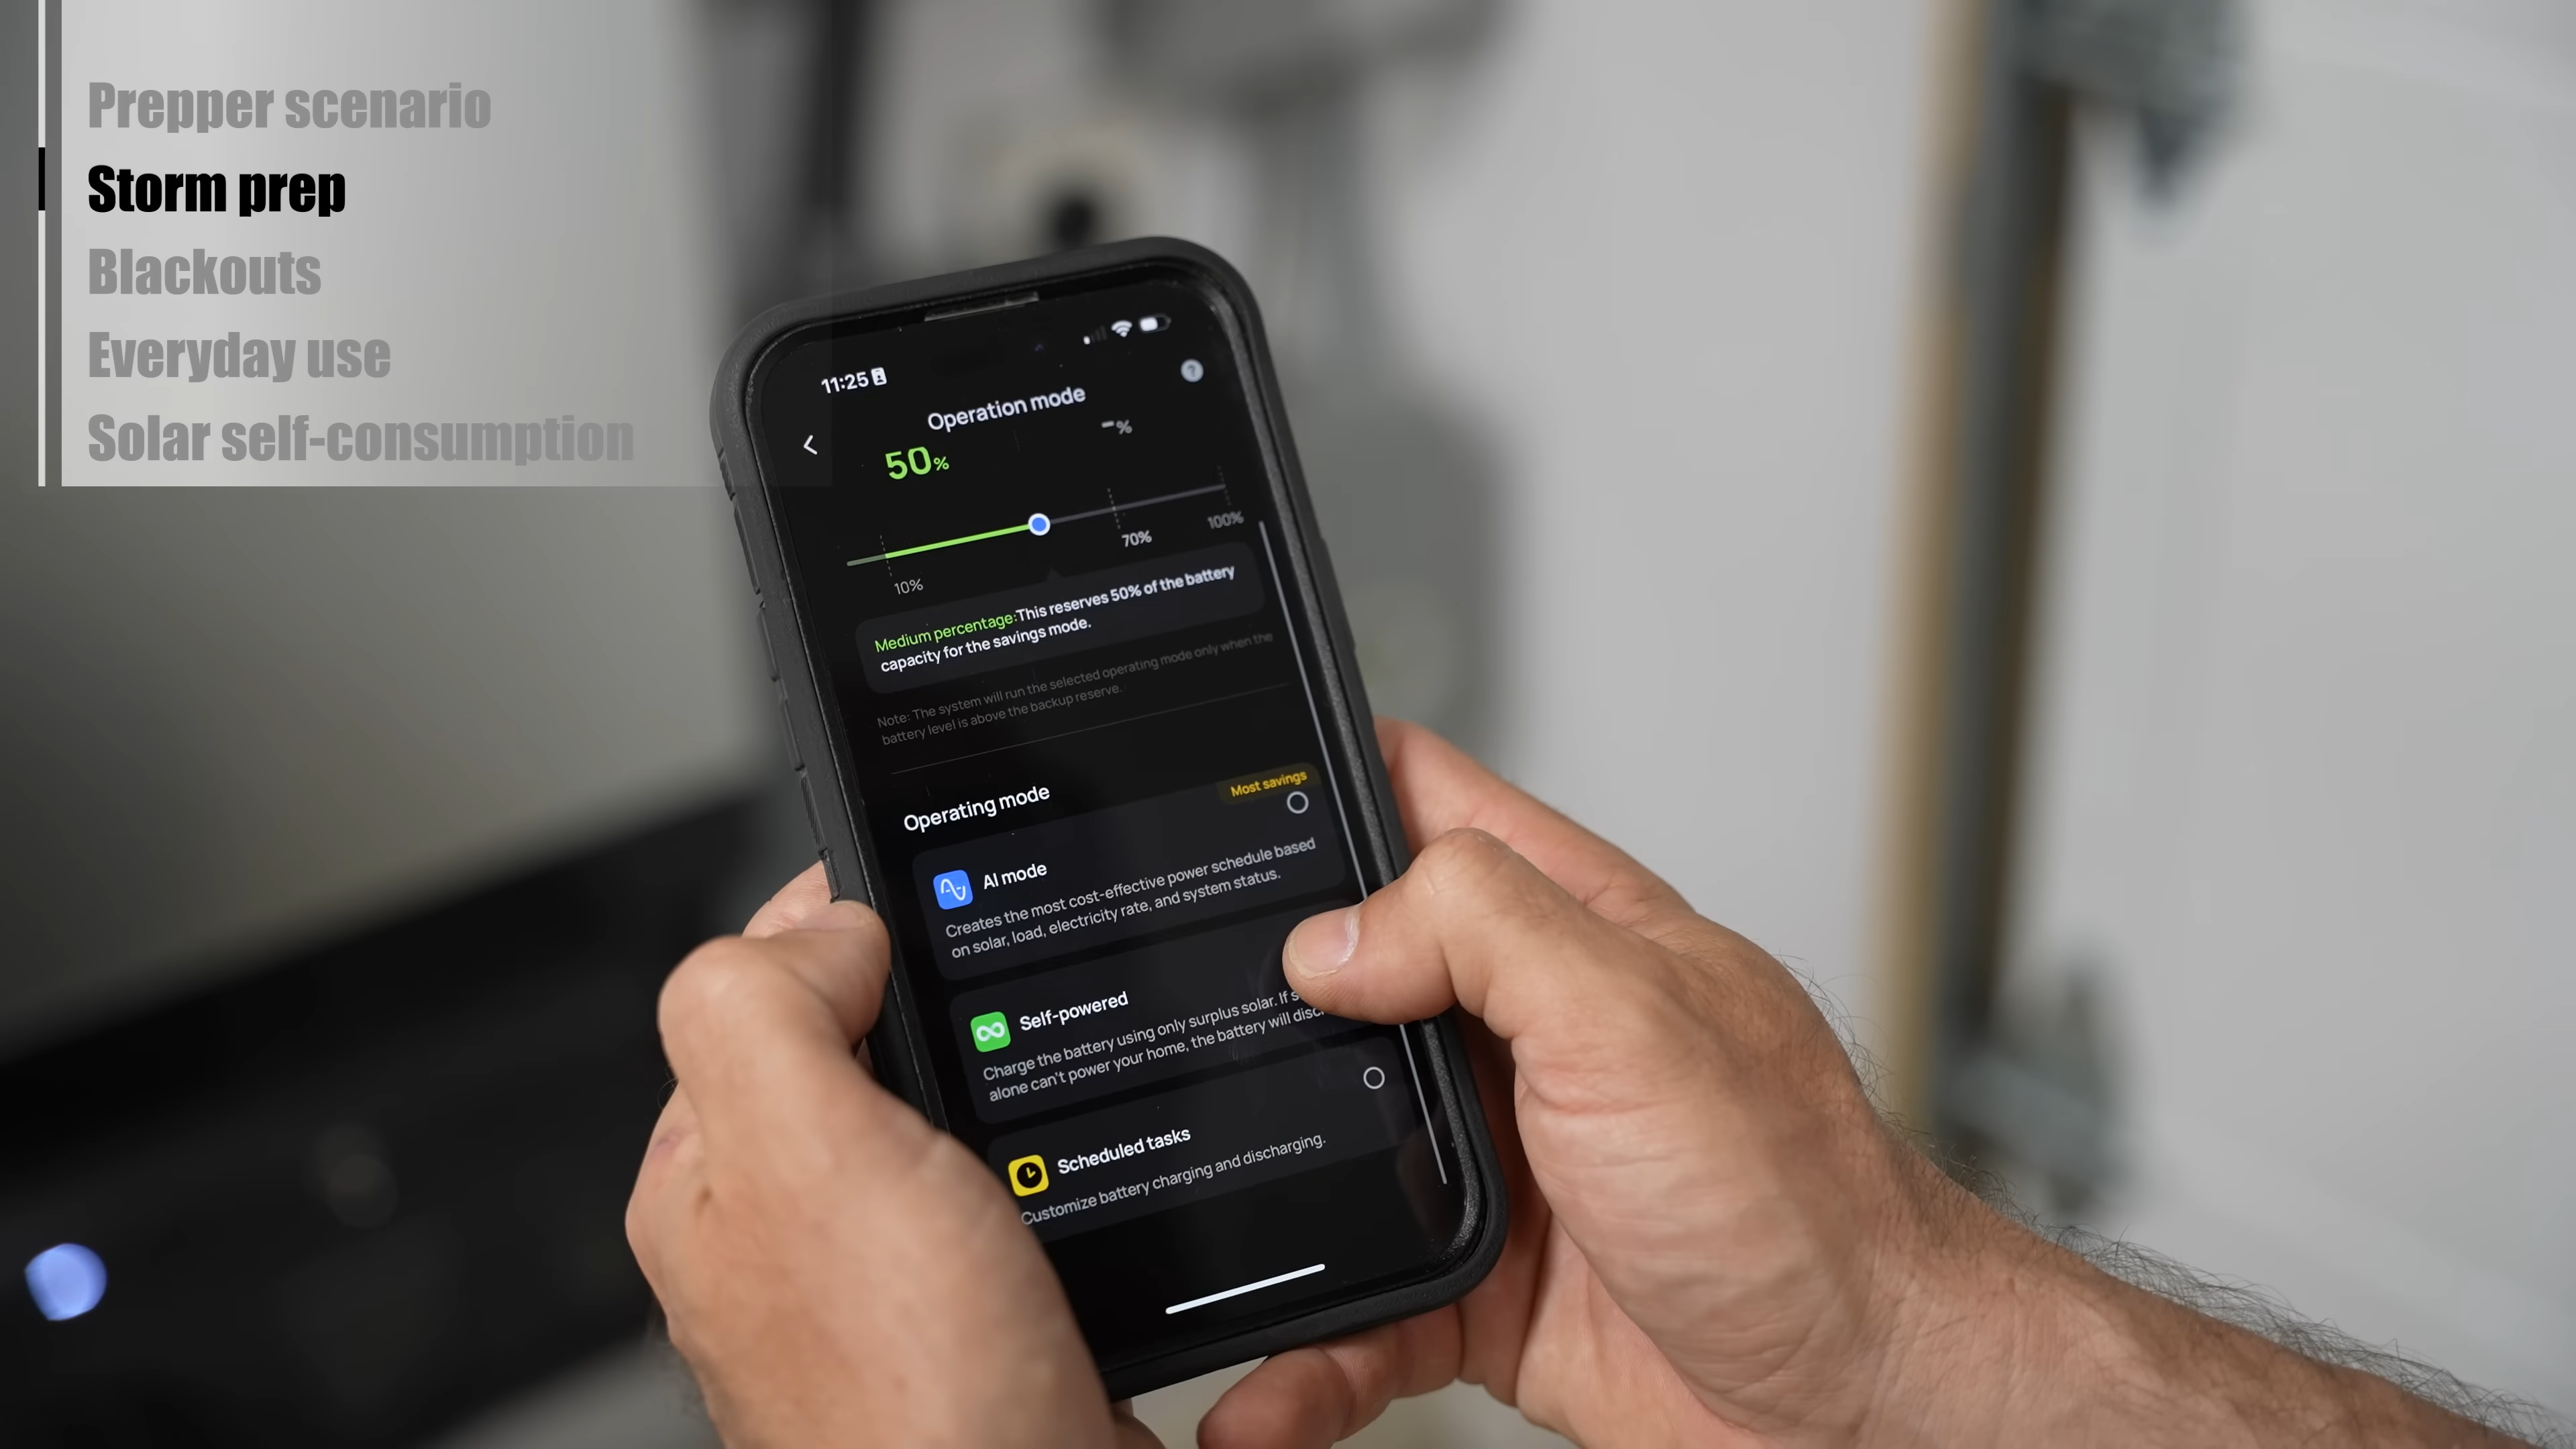 Prepper scenario
Storm prep
Blackouts
Everyday use
Solar self-consumption
11:25
?
Operation mode
50%
-%
10%
70%
100%
Medium percentage:This reserves 50% of the battery
capacity for the savings mode.
Note: The system will run the selected operating mode only when the
battery level is above the backup reserve.
Operating mode
Most savings
AI mode
Creates the most cost-effective power schedule based
on solar, load, electricity rate, and system status.
Self-powered
Charge the battery using only surplus solar. If
alone can't power your home, the battery will
Scheduled tasks
Customize battery charging and discharging.